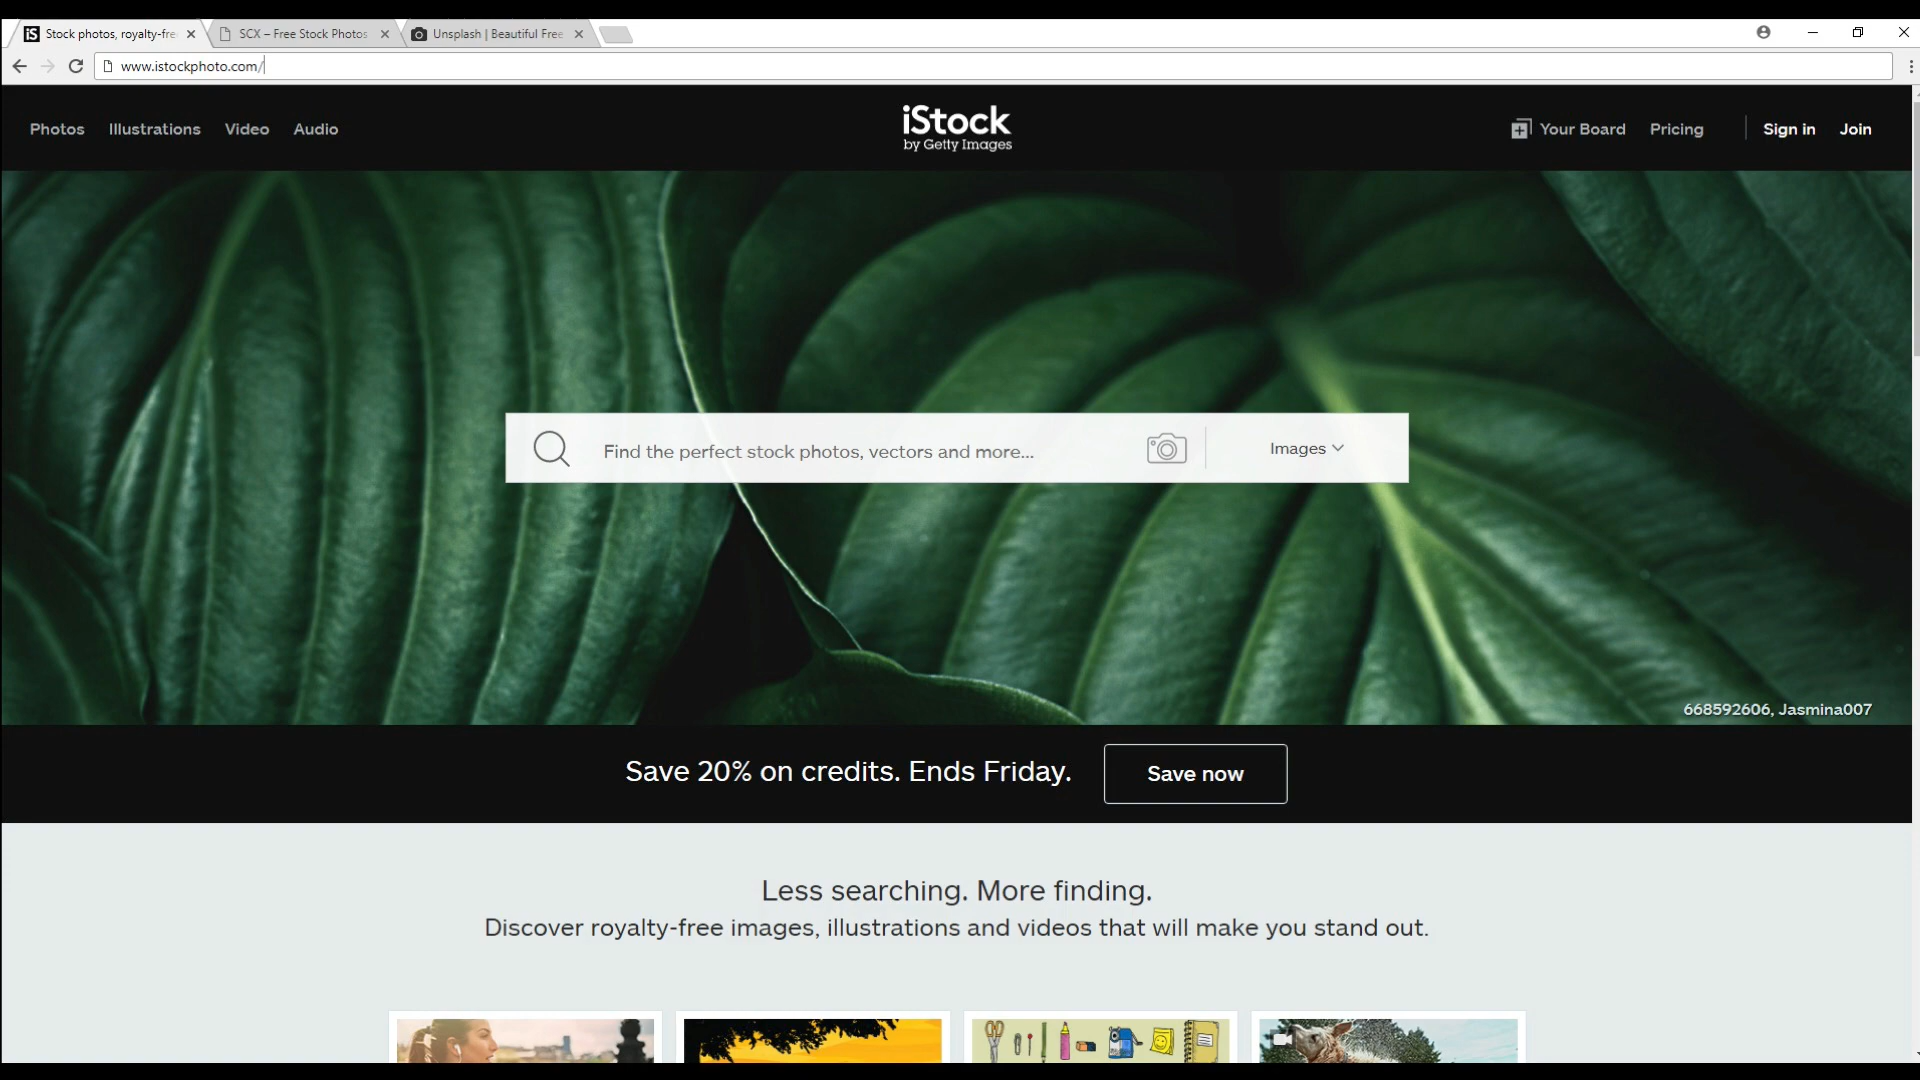 Stock photos, royalty-fre
SCX – Free Stock Photos
Unsplash | Beautiful Free
www.istockphoto.com/
Photos
Illustrations
Video
Audio
iStock
by Getty Images
Your Board
Pricing
Sign in
Join
Find the perfect stock photos, vectors and more...
Images
668592606, Jasmina007
Save 20% on credits. Ends Friday.
Save now
Less searching. More finding.
Discover royalty-free images, illustrations and videos that will make you stand out.